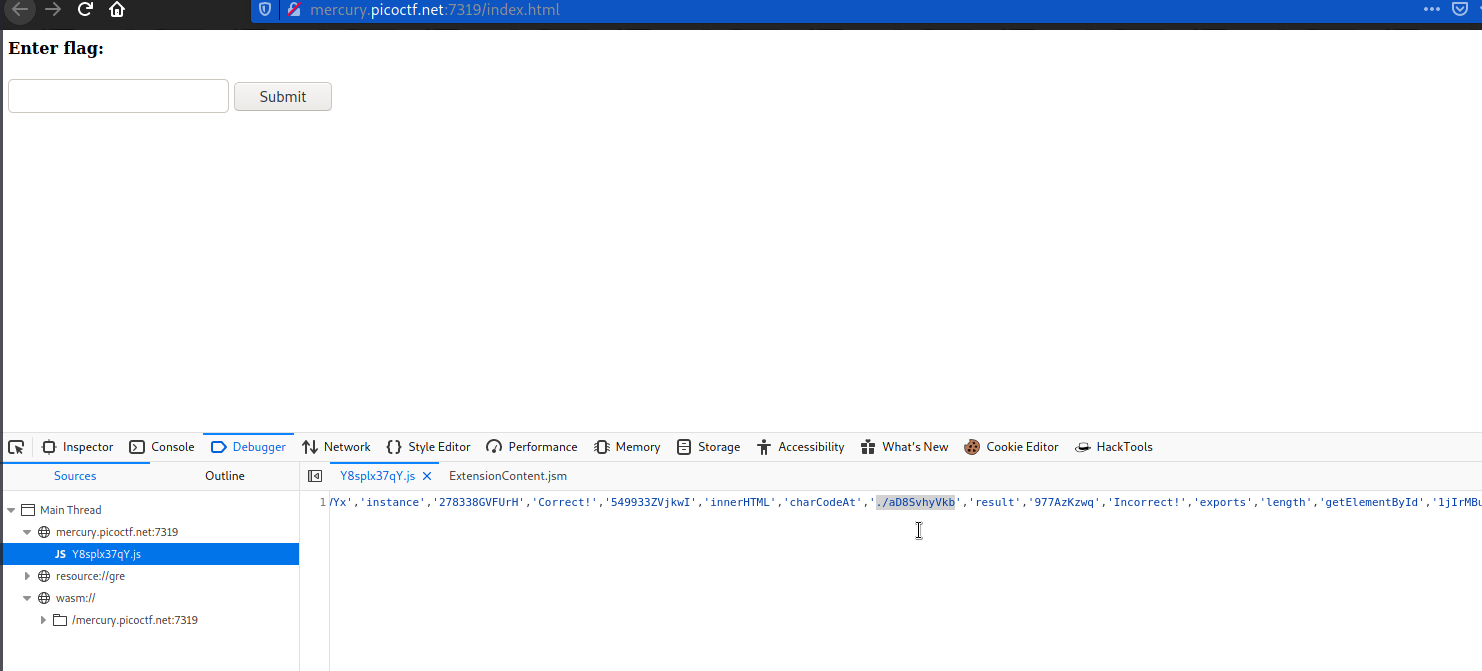 mercury.picoctf.net:7319/index.html
Enter flag:
Submit
Inspector Console Debugger Network Style Editor Performance Memory Storage Accessibility What's New Cookie Editor HackTools
Sources Outline Y8splx37qY.js ExtensionContent.jsm
1 /Yx','instance','278338GVFUrH','Correct!','549933ZVjkwI','innerHTML','charCodeAt','./aD8SvhyVkb','result','977AzKzwq','Incorrect!','exports','length','getElementById','1jIrMBu
Main Thread
mercury.picoctf.net:7319
JS Y8splx37qY.js
resource://gre
wasm://
/mercury.picoctf.net:7319